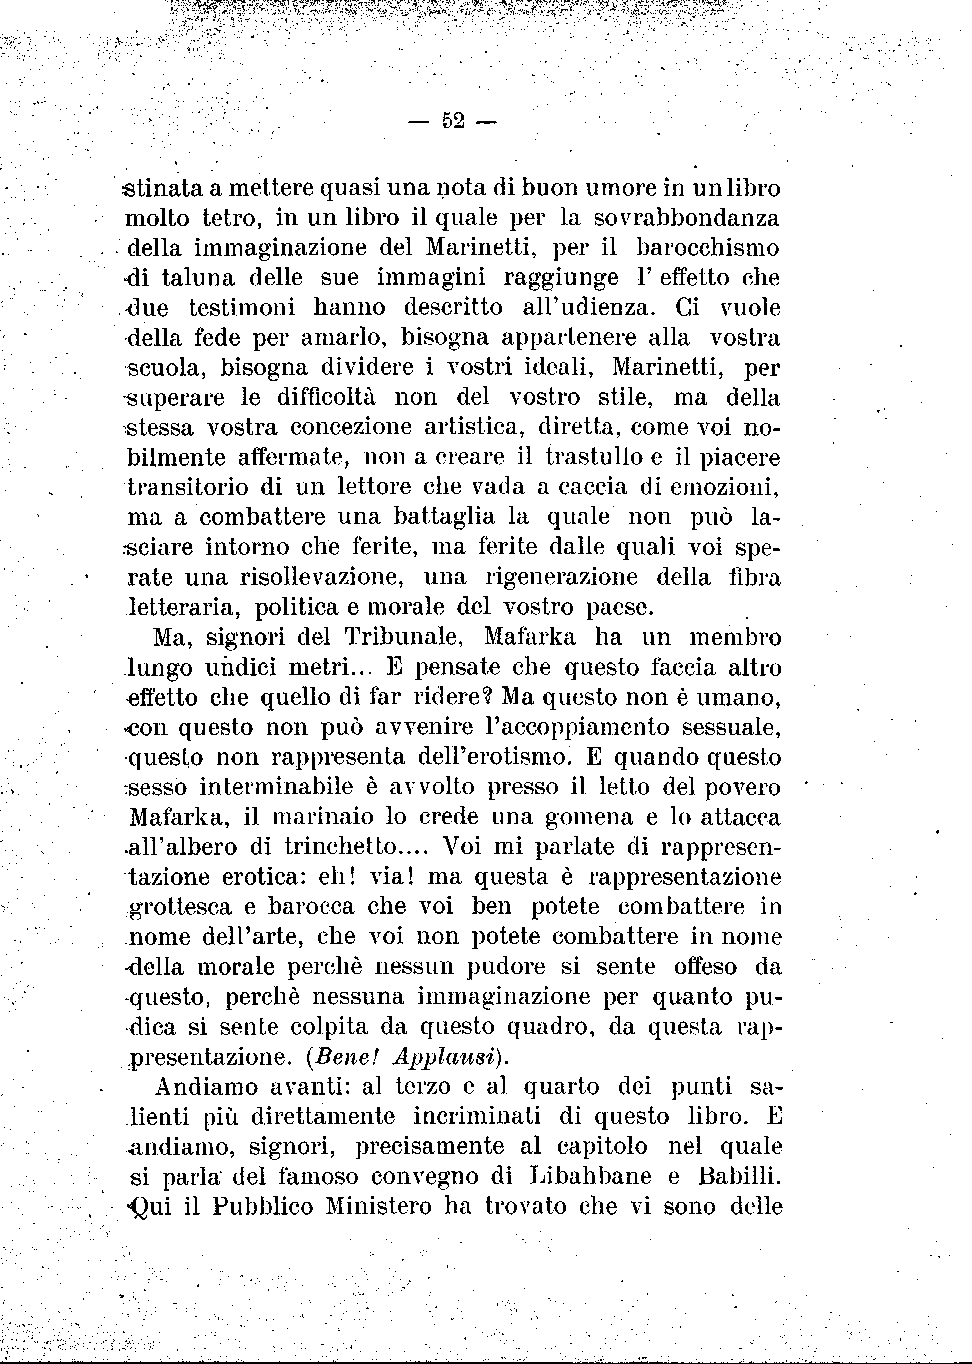 — 52 —
stinata a mettere quasi una nota di buon umore in un libro
molto tetro, in un libro il quale per la sovrabbondanza
della immaginazione del Marinetti, per il barocchismo
di taluna delle sue immagini raggiunge l' effetto che
due testimoni hanno descritto all'udienza. Ci vuole
della fede per amarlo, bisogna appartenere alla vostra
scuola, bisogna dividere i vostri ideali, Marinetti, per
superare le difficoltà non del vostro stile, ma della
stessa vostra concezione artistica, diretta, come voi no-
bilmente affermate, non a creare il trastullo e il piacere
transitorio di un lettore che vada a caccia di emozioni,
ma a combattere una battaglia la quale non può la-
sciare intorno che ferite, ma ferite dalle quali voi spe-
rate una risollevazione, una rigenerazione della fibra
letteraria, politica e morale del vostro paese.
Ma, signori del Tribunale, Mafarka ha un membro
lungo undici metri... E pensate che questo faccia altro
effetto che quello di far ridere? Ma questo non è umano,
con questo non può avvenire l'accoppiamento sessuale,
questo non rappresenta dell'erotismo. E quando questo
sesso interminabile è avvolto presso il letto del povero
Mafarka, il marinaio lo crede una gomena e lo attacca
all'albero di trinchetto.... Voi mi parlate di rappresen-
tazione erotica: eh! via! ma questa è rappresentazione
grottesca e barocca che voi ben potete combattere in
nome dell'arte, che voi non potete combattere in nome
della morale perchè nessun pudore si sente offeso da
questo, perchè nessuna immaginazione per quanto pu-
dica si sente colpita da questo quadro, da questa rap-
presentazione. (Bene! Applausi).
Andiamo avanti: al terzo e al quarto dei punti sa-
lienti più direttamente incriminati di questo libro. E
andiamo, signori, precisamente al capitolo nel quale
si parla del famoso convegno di Libahbane e Babilli.
Qui il Pubblico Ministero ha trovato che vi sono delle